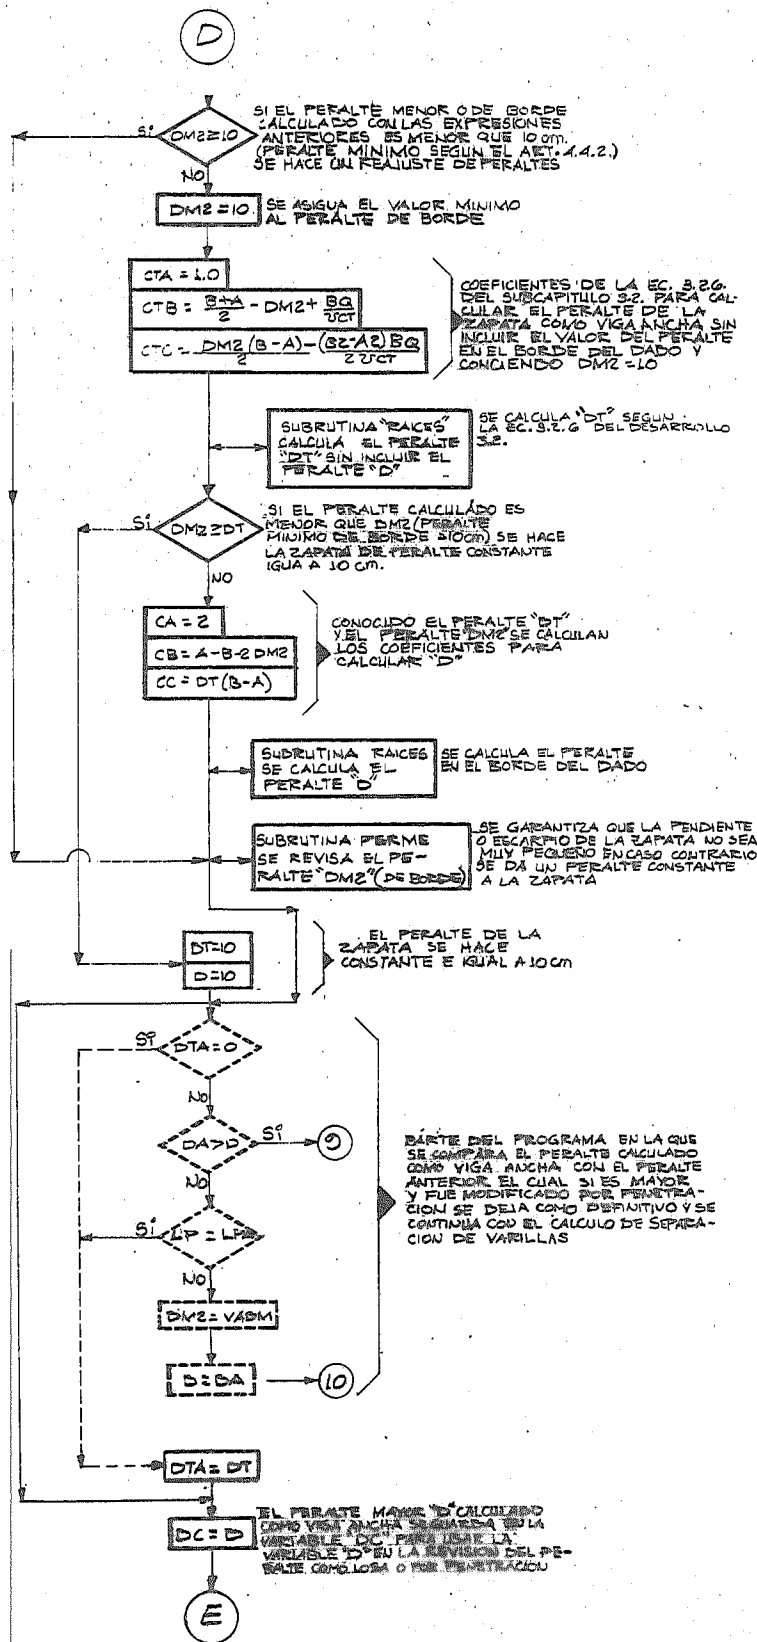 D
SI EL PERALTE MENOR O DE BORDE
CALCULADO CON LAS EXPRESIONES
ANTERIORES ES MENOR QUE 10 cm.
(PERALTE MINIMO SEGUN EL ART. 4.4.2.)
SE HACE UN REAJUSTE DE PERALTES
Sí
DM2≥10
NO
DM2=10
SE ASIGUA EL VALOR MINIMO
AL PERALTE DE BORDE
CTA = 1.0
CTB = B+A/2 - DM2 + BQ/VCT
CTC = DM2(B-A)/2 - (B2-A2)BQ/2 VCT
COEFICIENTES DE LA EC. 3.2.6.
DEL SUBCAPITULO 3.2. PARA CAL-
CULAR EL PERALTE DE LA
ZAPATA COMO VIGA ANCHA SIN
INCLUIR EL VALOR DEL PERALTE
EN EL BORDE DEL DADO Y
CONCIENDO DM2=10
SUBRUTINA "RAICES"
CALCULA EL PERALTE
"DT" SIN INCLUIR EL
PERALTE "D"
SE CALCULA "DT" SEGUN
LA EC. 3.2.6 DEL DESARROLLO
3.2.
Sí
DM2≥DT
NO
SI EL PERALTE CALCULADO ES
MENOR QUE DM2 (PERALTE
MINIMO DE BORDE ≥10cm) SE HACE
LA ZAPATA DE PERALTE CONSTANTE
IGUA A 10 cm.
CA = 2
CB = A-B-2 DM2
CC = DT(B-A)
CONOCIDO EL PERALTE "DT"
Y EL PERALTE DM2 SE CALCULAN
LOS COEFICIENTES PARA
CALCULAR "D"
SUBRUTINA RAICES
SE CALCULA EL
PERALTE "D"
SE CALCULA EL PERALTE
EN EL BORDE DEL DADO
SUBRUTINA PERME
SE REVISA EL PE-
RALTE "DM2" (DE BORDE)
SE GARANTIZA QUE LA PENDIENTE
O ESCARPIO DE LA ZAPATA NO SEA
MUY PEQUEÑO EN CASO CONTRARIO
SE DA UN PERALTE CONSTANTE
A LA ZAPATA
DT=10
D=10
EL PERALTE DE LA
ZAPATA SE HACE
CONSTANTE E IGUAL A 10 cm
Sí
DTA=0
NO
DA>D
Sí
9
NO
Sí
LP = 
NO
DM2=VADM
D=DA
10
PARTE DEL PROGRAMA EN LA QUE
SE COMPARA EL PERALTE CALCULADO
COMO VIGA ANCHA CON EL PERALTE
ANTERIOR EL CUAL SI ES MAYOR
Y FUE MODIFICADO POR PENETRA-
CION SE DEJA COMO DEFINITIVO Y SE
CONTINUA CON EL CALCULO DE SEPARA-
CION DE VARILLAS
DTA=DT
DC=D
EL PERALTE MAYOR "D" CALCULADO
COMO VIGA ANCHA SE GUARDA EN LA
VARIABLE "DC" PARA USAR LA
VARIABLE "D" EN LA REVISION DEL PE-
RALTE COMO LOSA O POR PENETRACION
E